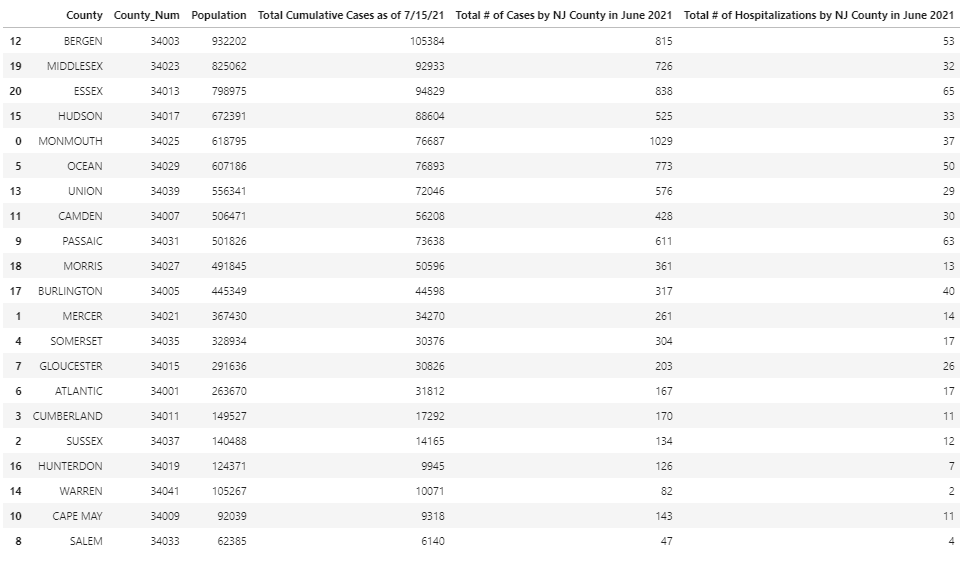 County County_Num Population Total Cumulative Cases as of 7/15/21 Total # of Cases by NJ County in June 2021 Total # of Hospitalizations by NJ County in June 2021
12 BERGEN 34003 932202 105384 815 53
19 MIDDLESEX 34023 825062 92933 726 32
20 ESSEX 34013 798975 94829 838 65
15 HUDSON 34017 672391 88604 525 33
0 MONMOUTH 34025 618795 76687 1029 37
5 OCEAN 34029 607186 76893 773 50
13 UNION 34039 556341 72046 576 29
11 CAMDEN 34007 506471 56208 428 30
9 PASSAIC 34031 501826 73638 611 63
18 MORRIS 34027 491845 50596 361 13
17 BURLINGTON 34005 445349 44598 317 40
1 MERCER 34021 367430 34270 261 14
4 SOMERSET 34035 328934 30376 304 17
7 GLOUCESTER 34015 291636 30826 203 26
6 ATLANTIC 34001 263670 31812 167 17
3 CUMBERLAND 34011 149527 17292 170 11
2 SUSSEX 34037 140488 14165 134 12
16 HUNTERDON 34019 124371 9945 126 7
14 WARREN 34041 105267 10071 82 2
10 CAPE MAY 34009 92039 9318 143 11
8 SALEM 34033 62385 6140 47 4